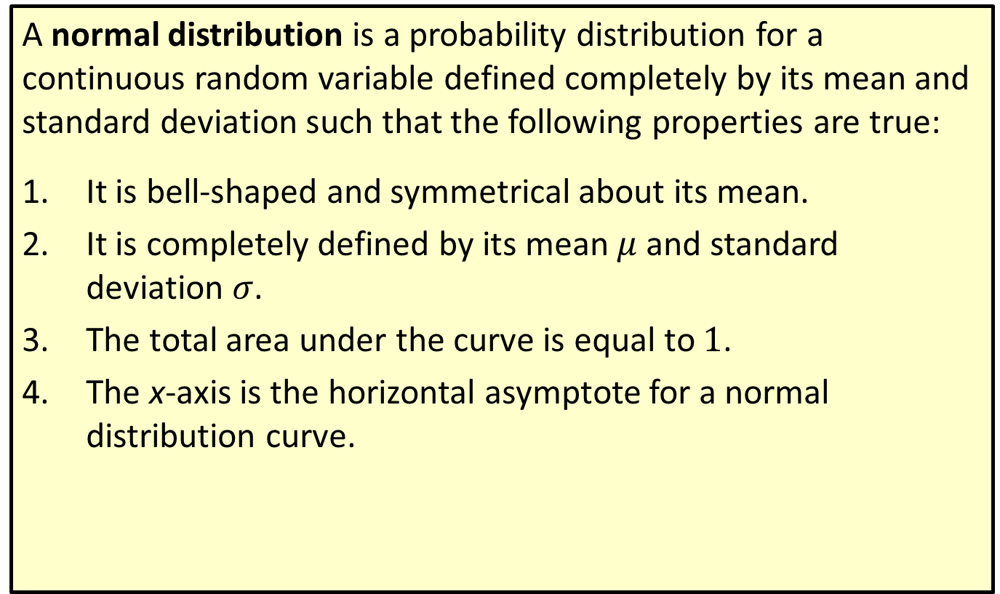 A normal distribution is a probability distribution for a
continuous random variable defined completely by its mean and
standard deviation such that the following properties are true:
1. It is bell-shaped and symmetrical about its mean.
2. It is completely defined by its mean μ and standard
deviation σ.
3. The total area under the curve is equal to 1.
4. The x-axis is the horizontal asymptote for a normal
distribution curve.